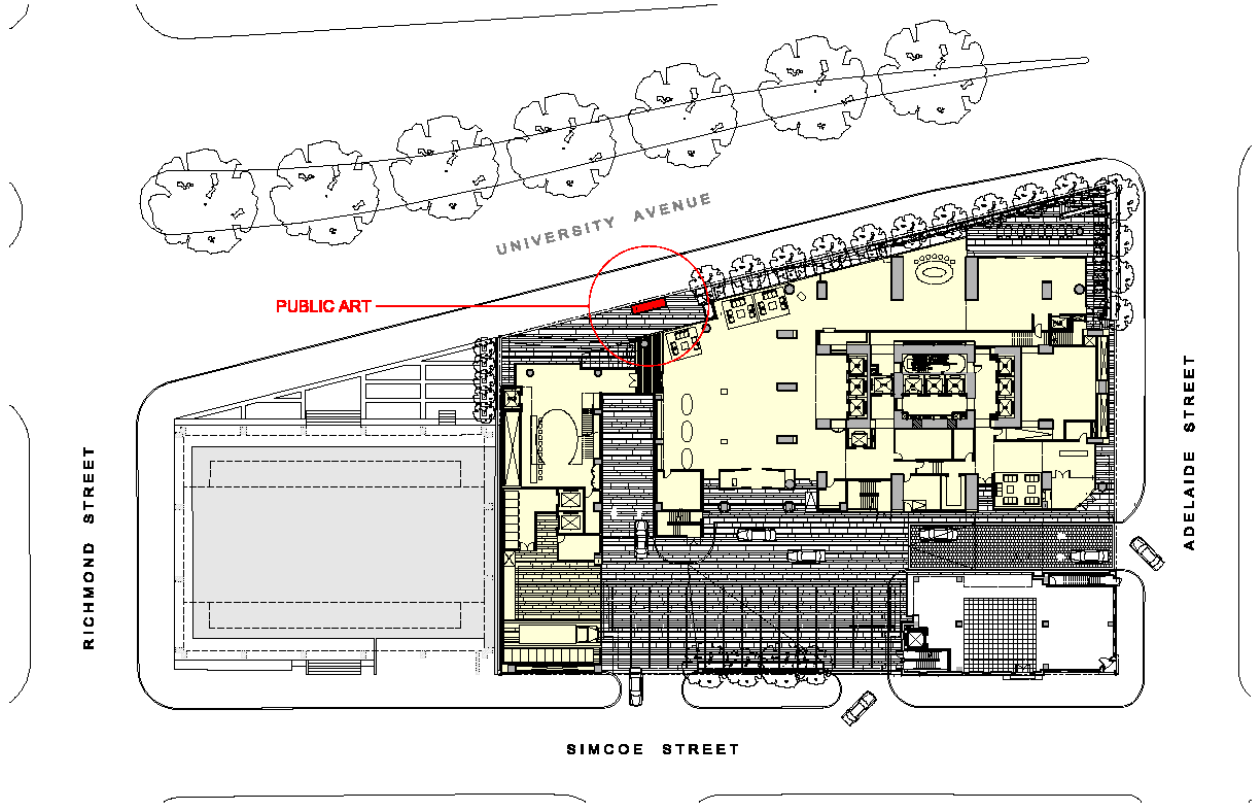 UNIVERSITY AVENUE
PUBLIC ART
RICHMOND STREET
ADELAIDE STREET
SIMCOE STREET